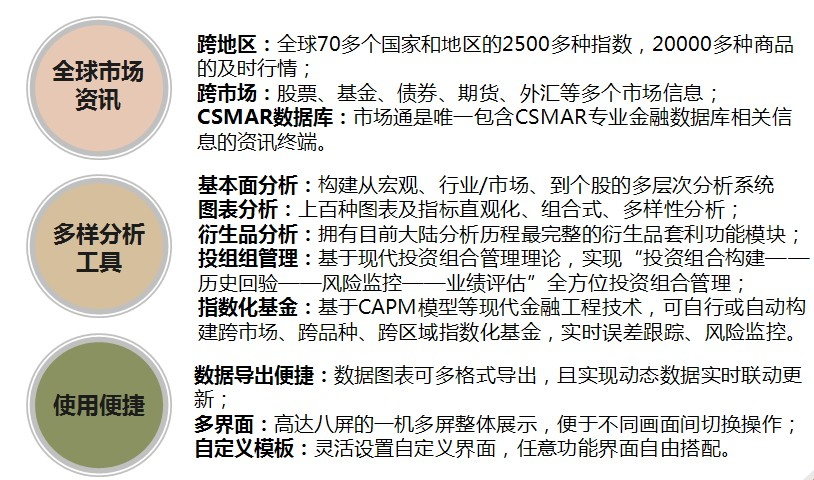 全球市场
资讯
跨地区：全球70多个国家和地区的2500多种指数，20000多种商品
的及时行情；
跨市场：股票、基金、债券、期货、外汇等多个市场信息；
CSMAR数据库：市场通是唯一包含CSMAR专业金融数据库相关信
息的资讯终端。
多样分析
工具
基本面分析：构建从宏观、行业/市场、到个股的多层次分析系统
图表分析：上百种图表及指标直观化、组合式、多样性分析；
衍生品分析：拥有目前大陆分析历程最完整的衍生品套利功能模块；
投组组管理：基于现代投资组合管理理论，实现“投资组合构建——
历史回验——风险监控——业绩评估”全方位投资组合管理；
指数化基金：基于CAPM模型等现代金融工程技术，可自行或自动构
建跨市场、跨品种、跨区域指数化基金，实时误差跟踪、风险监控。
使用便捷
数据导出便捷：数据图表可多格式导出，且实现动态数据实时联动更
新；
多界面：高达八屏的一机多屏整体展示，便于不同画面间切换操作；
自定义模板：灵活设置自定义界面，任意功能界面自由搭配。